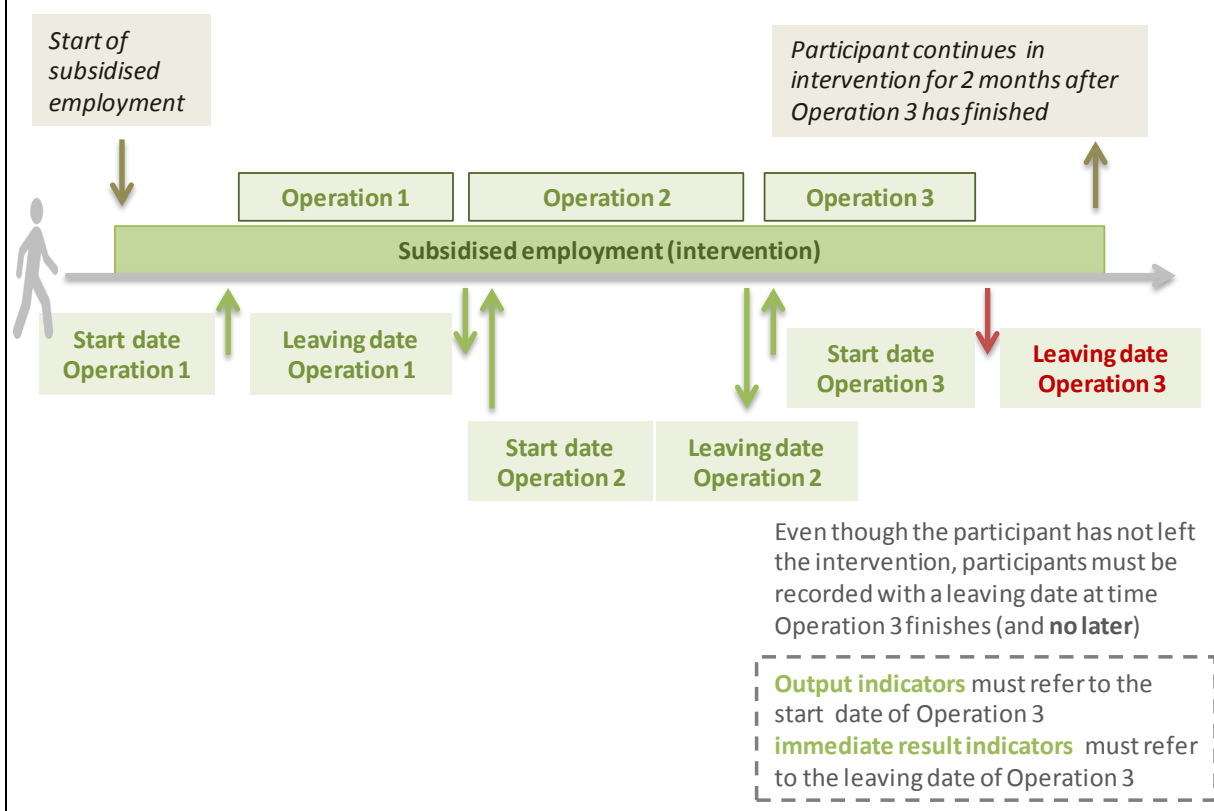 Start of
subsidised
employment
Participant continues in
intervention for 2 months after
Operation 3 has finished
Operation 1
Operation 2
Operation 3
Subsidised employment (intervention)
Start date
Operation 1
Leaving date
Operation 1
Start date
Operation 3
Leaving date
Operation 3
Start date
Operation 2
Leaving date
Operation 2
Even though the participant has not left
the intervention, participants must be
recorded with a leaving date at time
Operation 3 finishes (and no later)
Output indicators must refer to the
start date of Operation 3
immediate result indicators must refer
to the leaving date of Operation 3